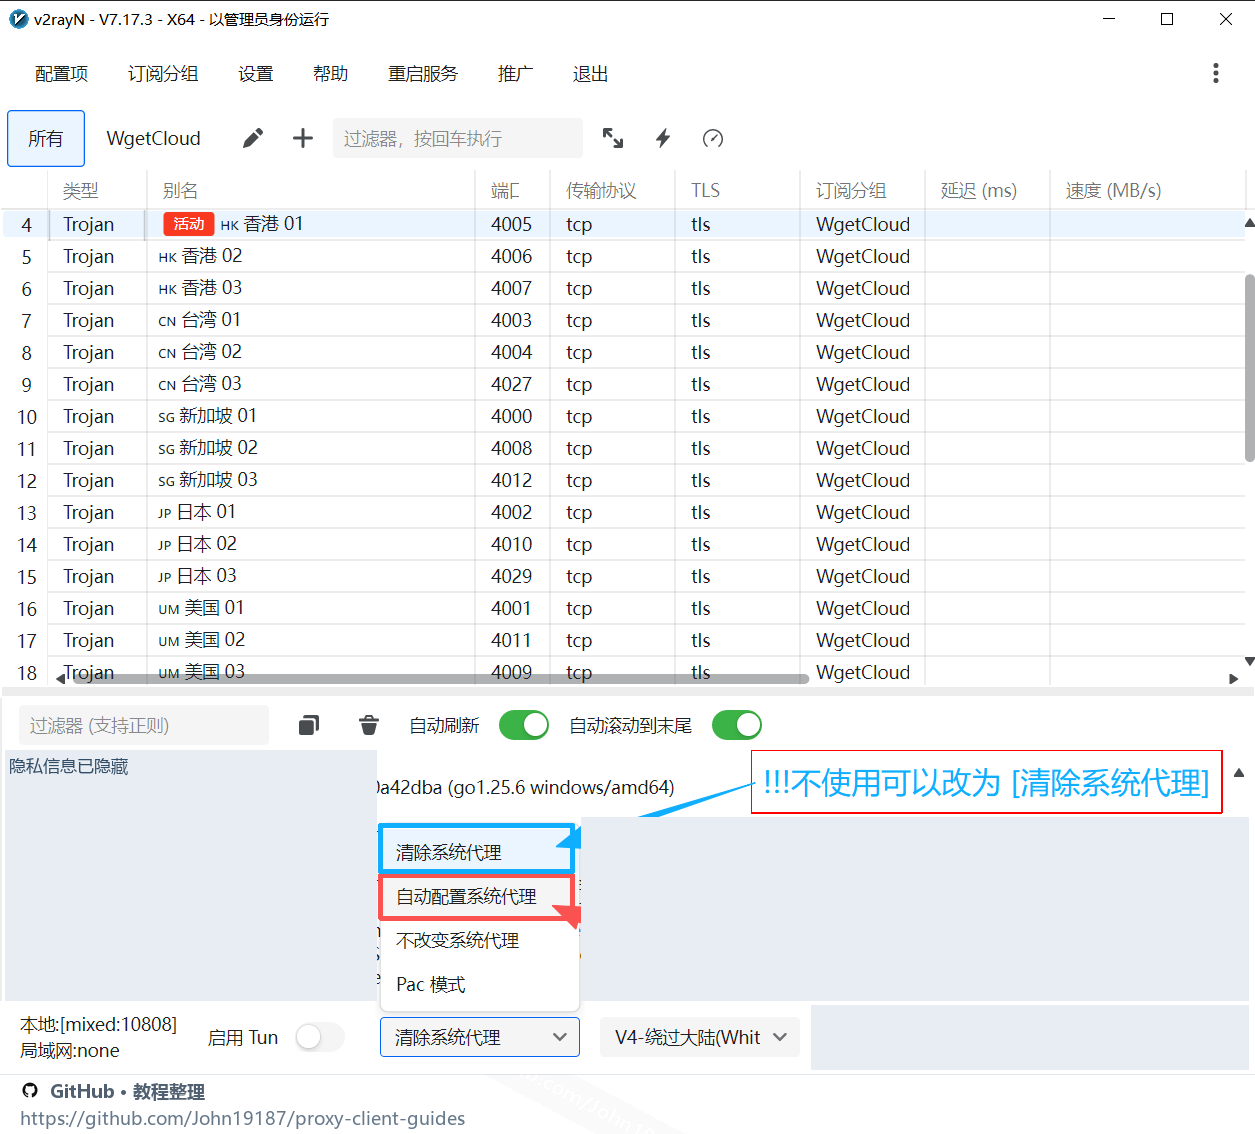 v2rayN - V7.17.3 - X64 - 以管理员身份运行
配置项 订阅分组 设置 帮助 重启服务 推广 退出
所有 WgetCloud 过滤器，按回车执行
类型 别名 端 传输协议 TLS 订阅分组 延迟 (ms) 速度 (MB/s)
4 Trojan 活动 HK 香港 01 4005 tcp tls WgetCloud
5 Trojan HK 香港 02 4006 tcp tls WgetCloud
6 Trojan HK 香港 03 4007 tcp tls WgetCloud
7 Trojan CN 台湾 01 4003 tcp tls WgetCloud
8 Trojan CN 台湾 02 4004 tcp tls WgetCloud
9 Trojan CN 台湾 03 4027 tcp tls WgetCloud
10 Trojan SG 新加坡 01 4000 tcp tls WgetCloud
11 Trojan SG 新加坡 02 4008 tcp tls WgetCloud
12 Trojan SG 新加坡 03 4012 tcp tls WgetCloud
13 Trojan JP 日本 01 4002 tcp tls WgetCloud
14 Trojan JP 日本 02 4010 tcp tls WgetCloud
15 Trojan JP 日本 03 4029 tcp tls WgetCloud
16 Trojan UM 美国 01 4001 tcp tls WgetCloud
17 Trojan UM 美国 02 4011 tcp tls WgetCloud
18 Trojan UM 美国 03 4009 tcp tls WgetCloud
过滤器 (支持正则) 自动刷新 自动滚动到末尾
隐私信息已隐藏
a42dba (go1.25.6 windows/amd64)
!!!不使用可以改为 [清除系统代理]
清除系统代理
自动配置系统代理
不改变系统代理
Pac 模式
本地:[mixed:10808]
局域网:none
启用 Tun
清除系统代理
V4-绕过大陆(Whit
GitHub • 教程整理
https://github.com/John19187/proxy-client-guides